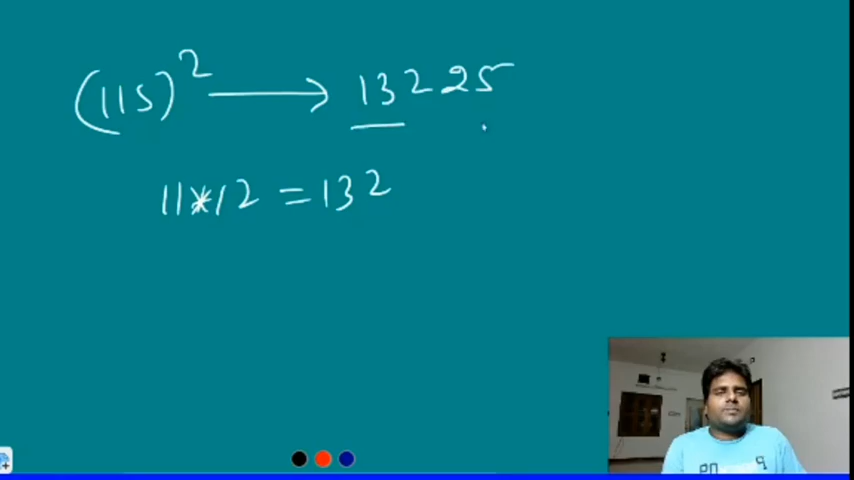 (115)² → 13225
11*12 = 132